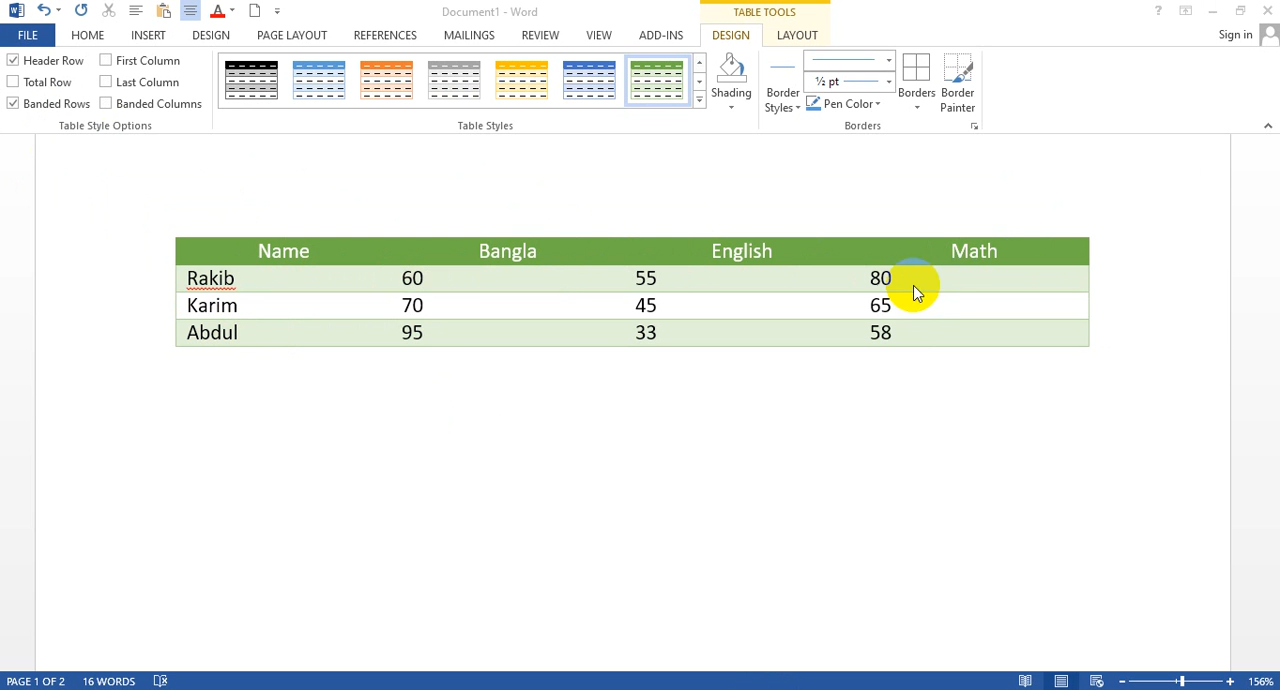 Document1 - Word
TABLE TOOLS
?
FILE HOME INSERT DESIGN PAGE LAYOUT REFERENCES MAILINGS REVIEW VIEW ADD-INS DESIGN LAYOUT Sign in
Header Row First Column
Total Row Last Column
Banded Rows Banded Columns
Table Style Options
Table Styles
Shading
Border Styles
½ pt
Pen Color
Borders
Border Painter
Borders
Name Bangla English Math
Rakib 60 55 80
Karim 70 45 65
Abdul 95 33 58
PAGE 1 OF 2 16 WORDS 156%